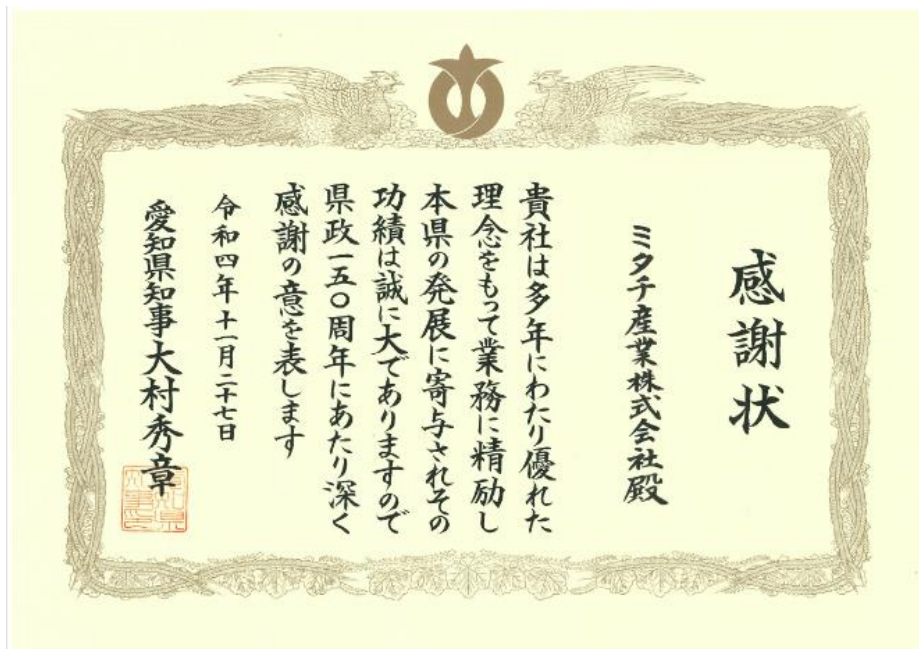 感謝状
ミタチ産業株式会社殿
貴社は多年にわたり優れた
理念をもって業務に精励し
本県の発展に寄与されその
功績は誠に大でありますので
県政一五〇周年にあたり深く
感謝の意を表します
令和四年十一月二十七日
愛知県知事大村秀章